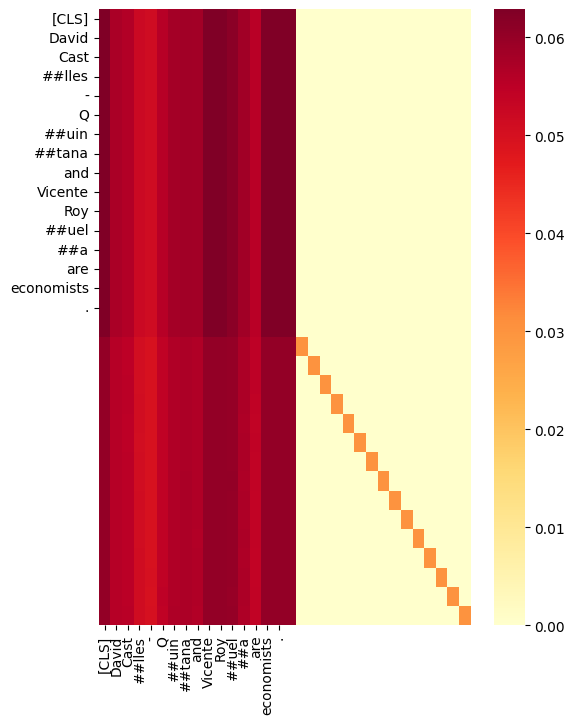 [CLS]
David
Cast
##lles
-
Q
##uin
##tana
and
Vicente
Roy
##uel
##a
are
economists
.
0.06
0.05
0.04
0.03
0.02
0.01
0.00
[CLS]
David
Cast
##lles
-
Q
##uin
##tana
and
Vicente
Roy
##uel
##a
are
economists
.